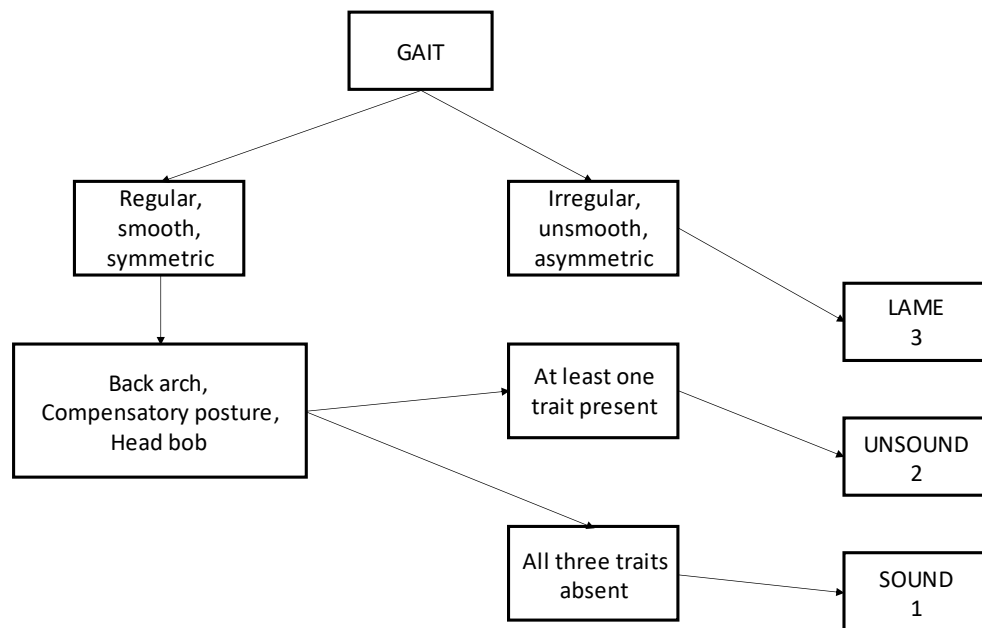 GAIT
Regular,
smooth,
symmetric
Irregular,
unsmooth,
asymmetric
LAME
3
Back arch,
Compensatory posture,
Head bob
At least one
trait present
UNSOUND
2
All three traits
absent
SOUND
1